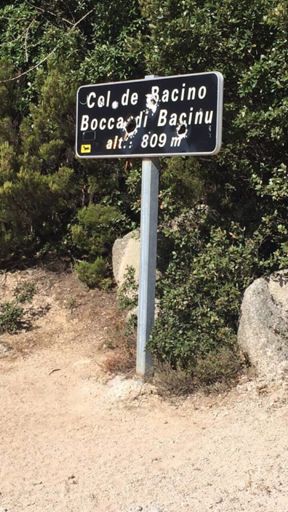 Col de Bacino
Bocca di Bacinu
alt.: 809 m